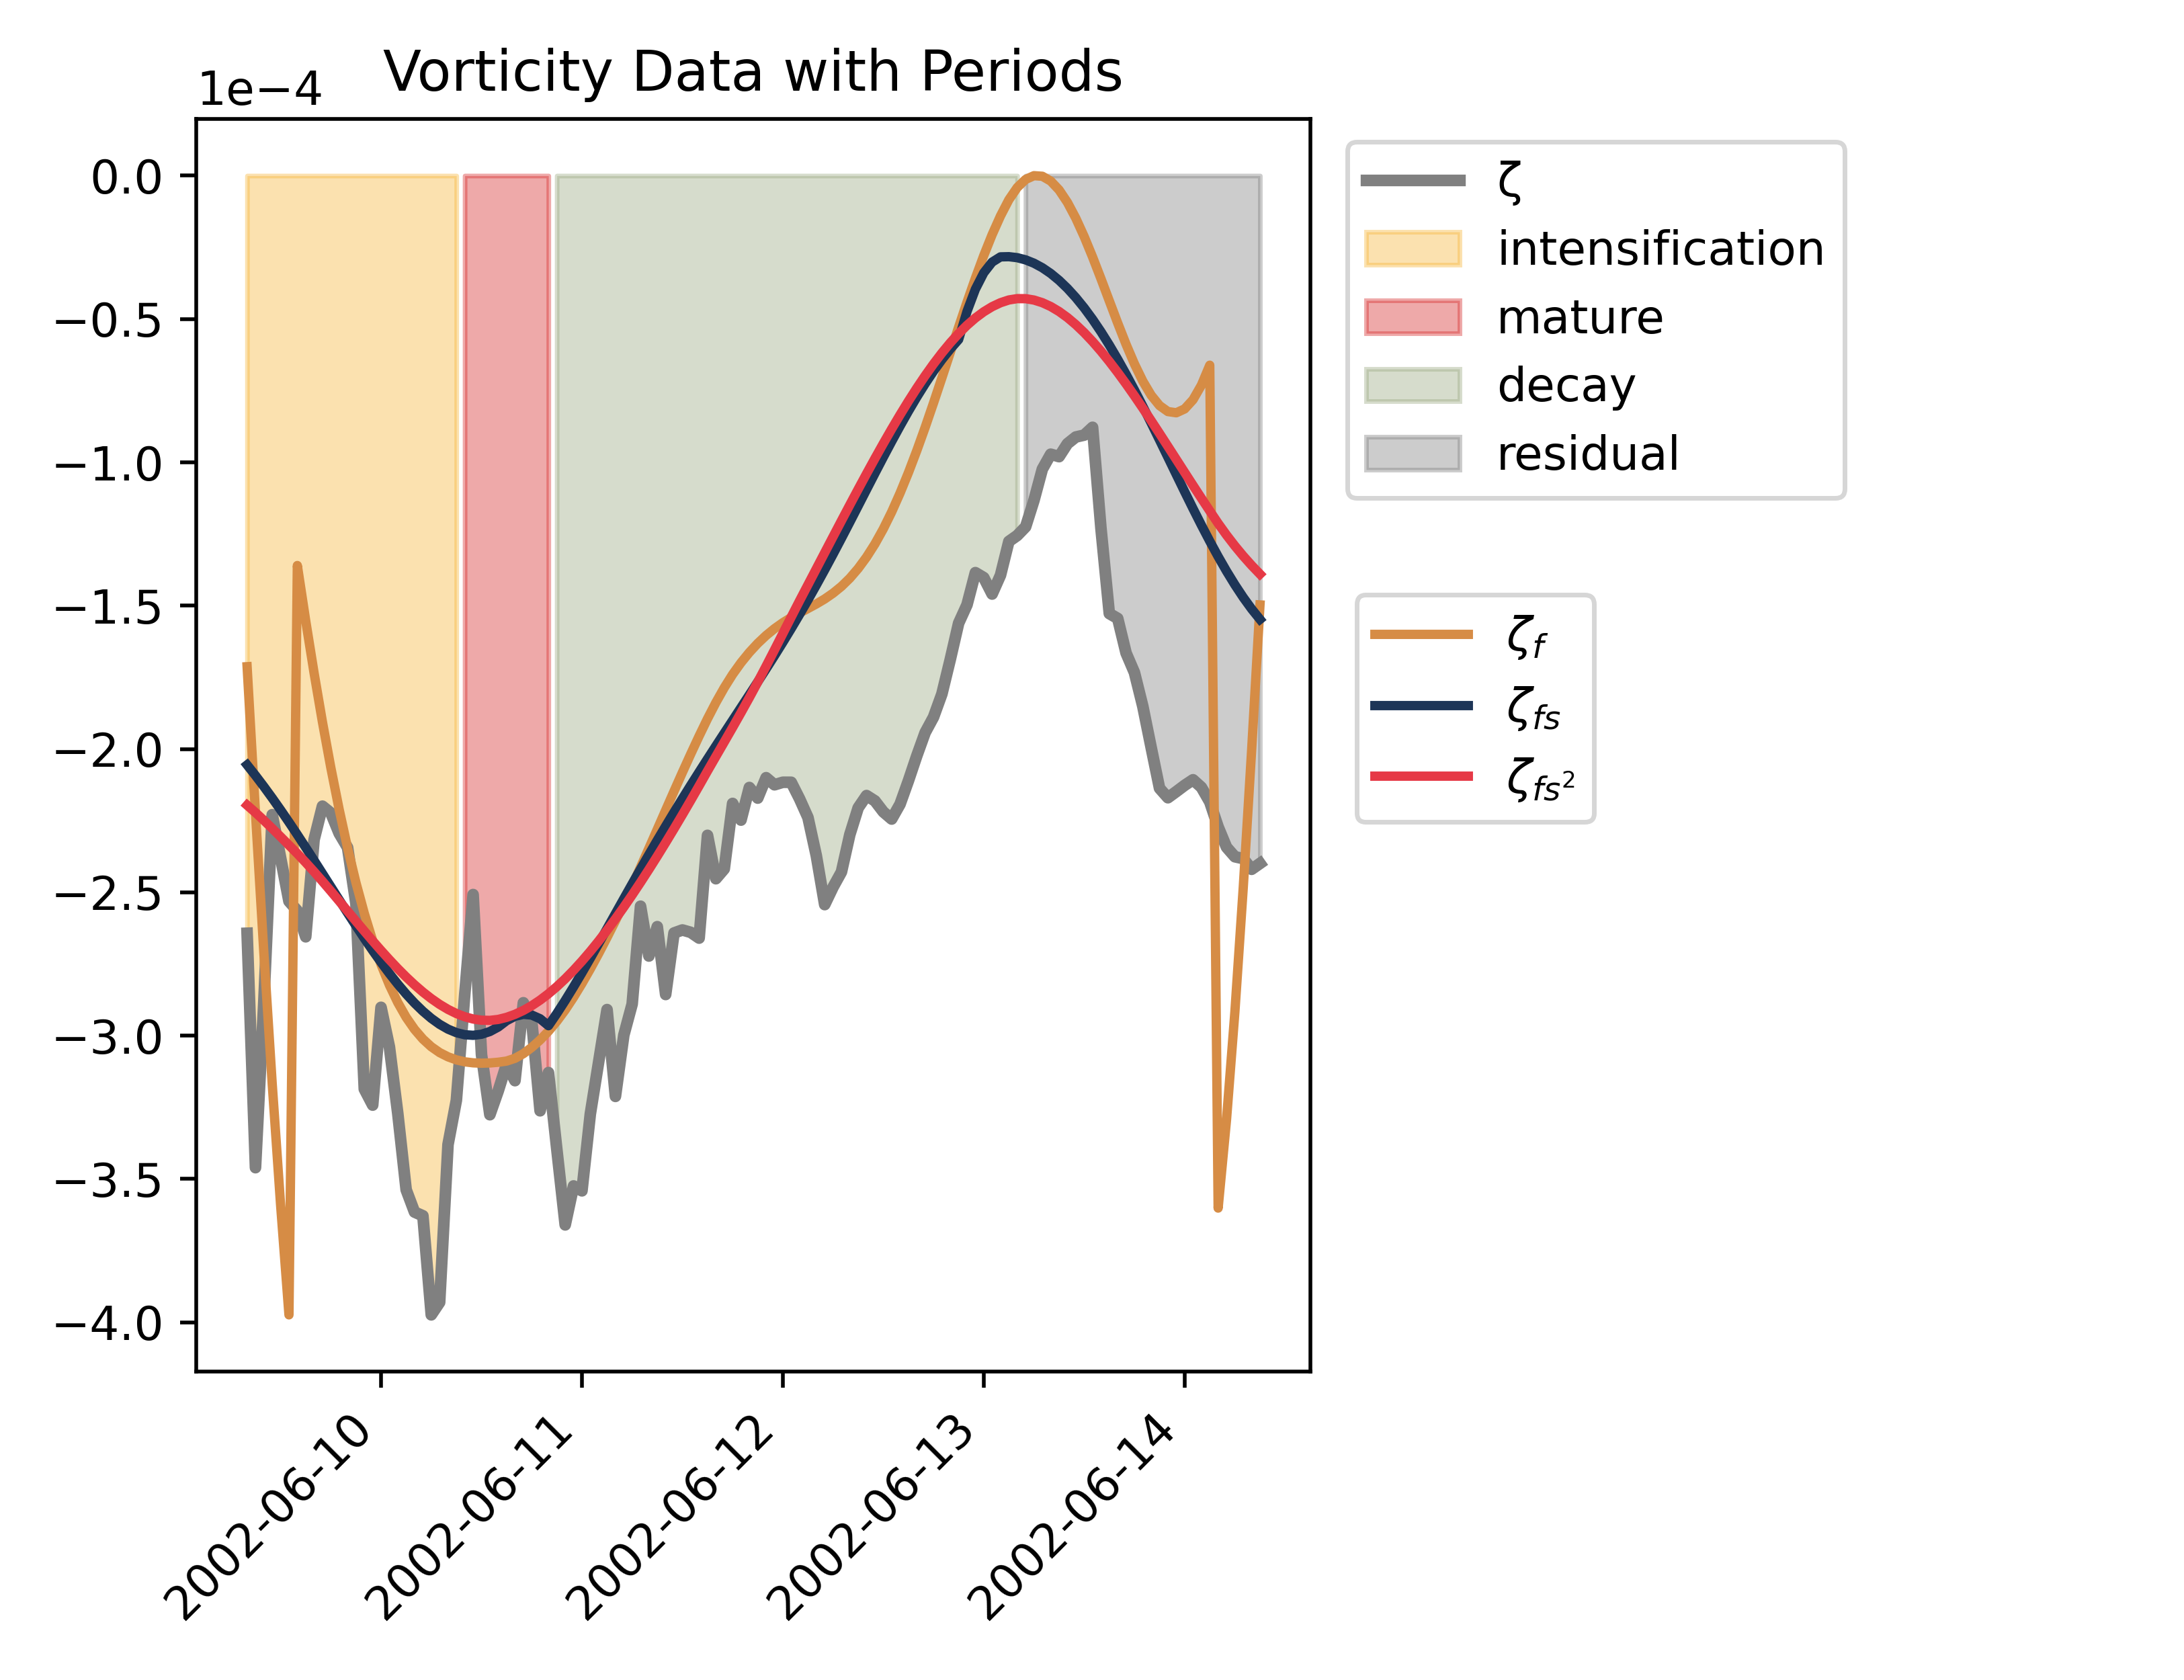 Vorticity Data with Periods
1e−4
0.0
−0.5
−1.0
−1.5
−2.0
−2.5
−3.0
−3.5
−4.0
2002-06-10
2002-06-11
2002-06-12
2002-06-13
2002-06-14
ζ
intensification
mature
decay
residual
ζ_f
ζ_fs
ζ_fs²